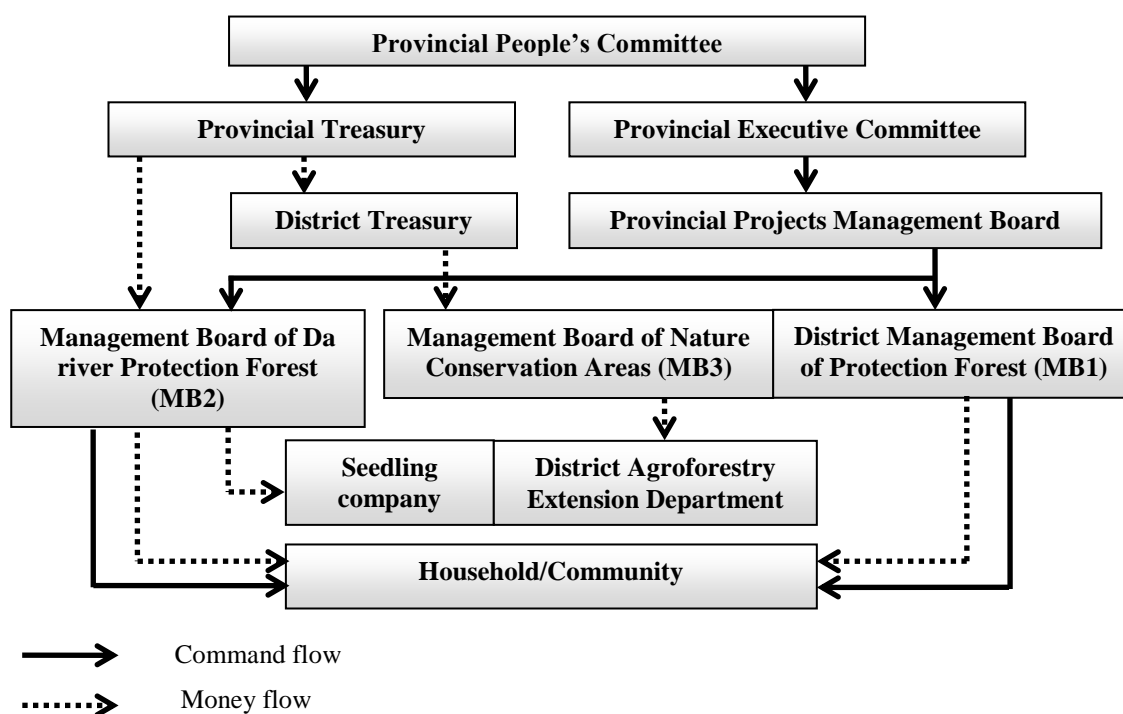 Provincial People’s Committee
Provincial Treasury
Provincial Executive Committee
District Treasury
Provincial Projects Management Board
Management Board of Da
river Protection Forest
(MB2)
Management Board of Nature
Conservation Areas (MB3)
District Management Board
of Protection Forest (MB1)
Seedling
company
District Agroforestry
Extension Department
Household/Community
Command flow
Money flow